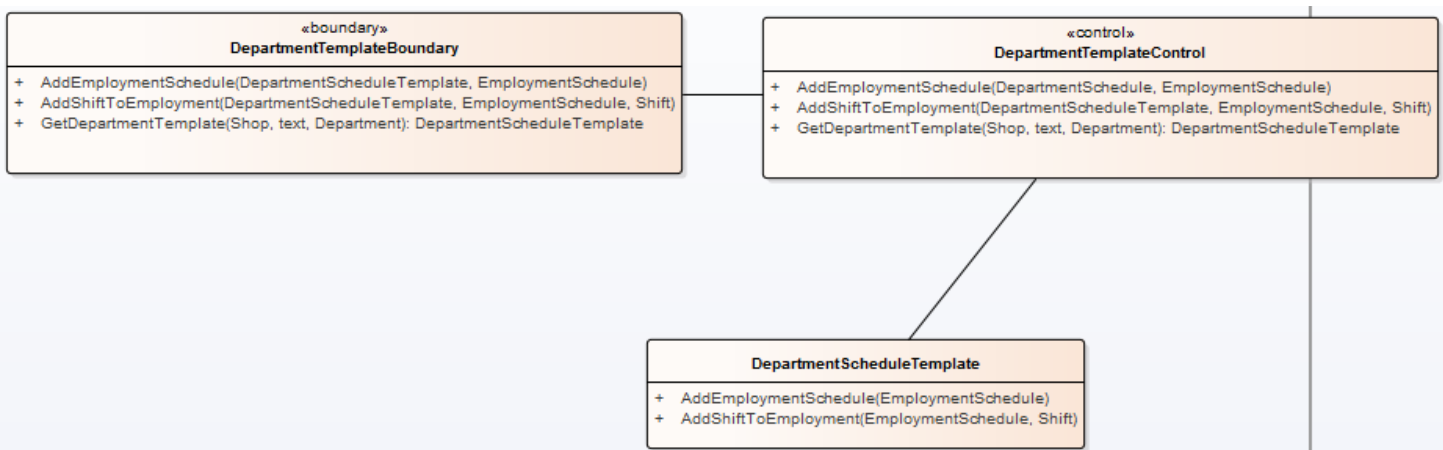 «boundary»
DepartmentTemplateBoundary
+ AddEmploymentSchedule(DepartmentScheduleTemplate, EmploymentSchedule)
+ AddShiftToEmployment(DepartmentScheduleTemplate, EmploymentSchedule, Shift)
+ GetDepartmentTemplate(Shop, text, Department): DepartmentScheduleTemplate
«control»
DepartmentTemplateControl
+ AddEmploymentSchedule(DepartmentSchedule, EmploymentSchedule)
+ AddShiftToEmployment(DepartmentScheduleTemplate, EmploymentSchedule, Shift)
+ GetDepartmentTemplate(Shop, text, Department): DepartmentScheduleTemplate
DepartmentScheduleTemplate
+ AddEmploymentSchedule(EmploymentSchedule)
+ AddShiftToEmployment(EmploymentSchedule, Shift)